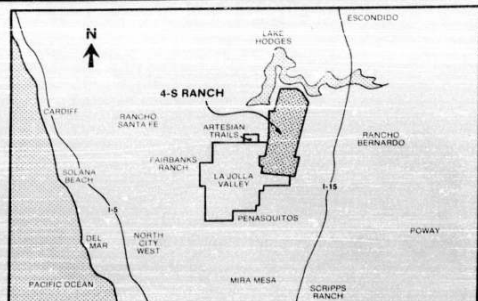 ESCONDIDO
N
LAKE
HODGES
4-S RANCH
CARDIFF
RANCHO
SANTA FE
ARTESIAN
TRAILS
RANCHO
BERNARDO
FAIRBANKS
RANCH
SOLANA
BEACH
LA JOLLA
VALLEY
I-15
I-5
PENASQUITOS
DEL
MAR
NORTH
CITY
WEST
POWAY
PACIFIC OCEAN
MIRA MESA
SCRIPPS
RANCH